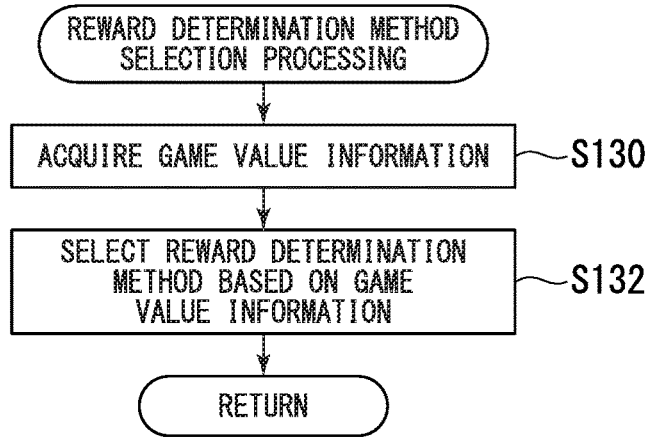 REWARD DETERMINATION METHOD
SELECTION PROCESSING
ACQUIRE GAME VALUE INFORMATION
S130
SELECT REWARD DETERMINATION
METHOD BASED ON GAME
VALUE INFORMATION
S132
RETURN